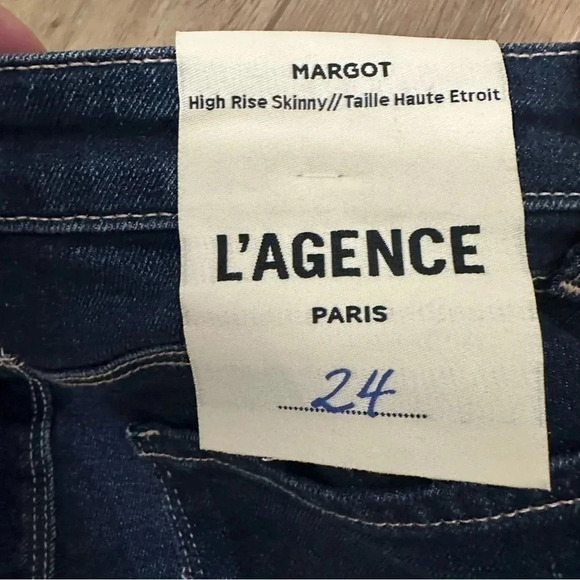 MARGOT
High Rise Skinny//Taille Haute Etroit
L'AGENCE
PARIS
24